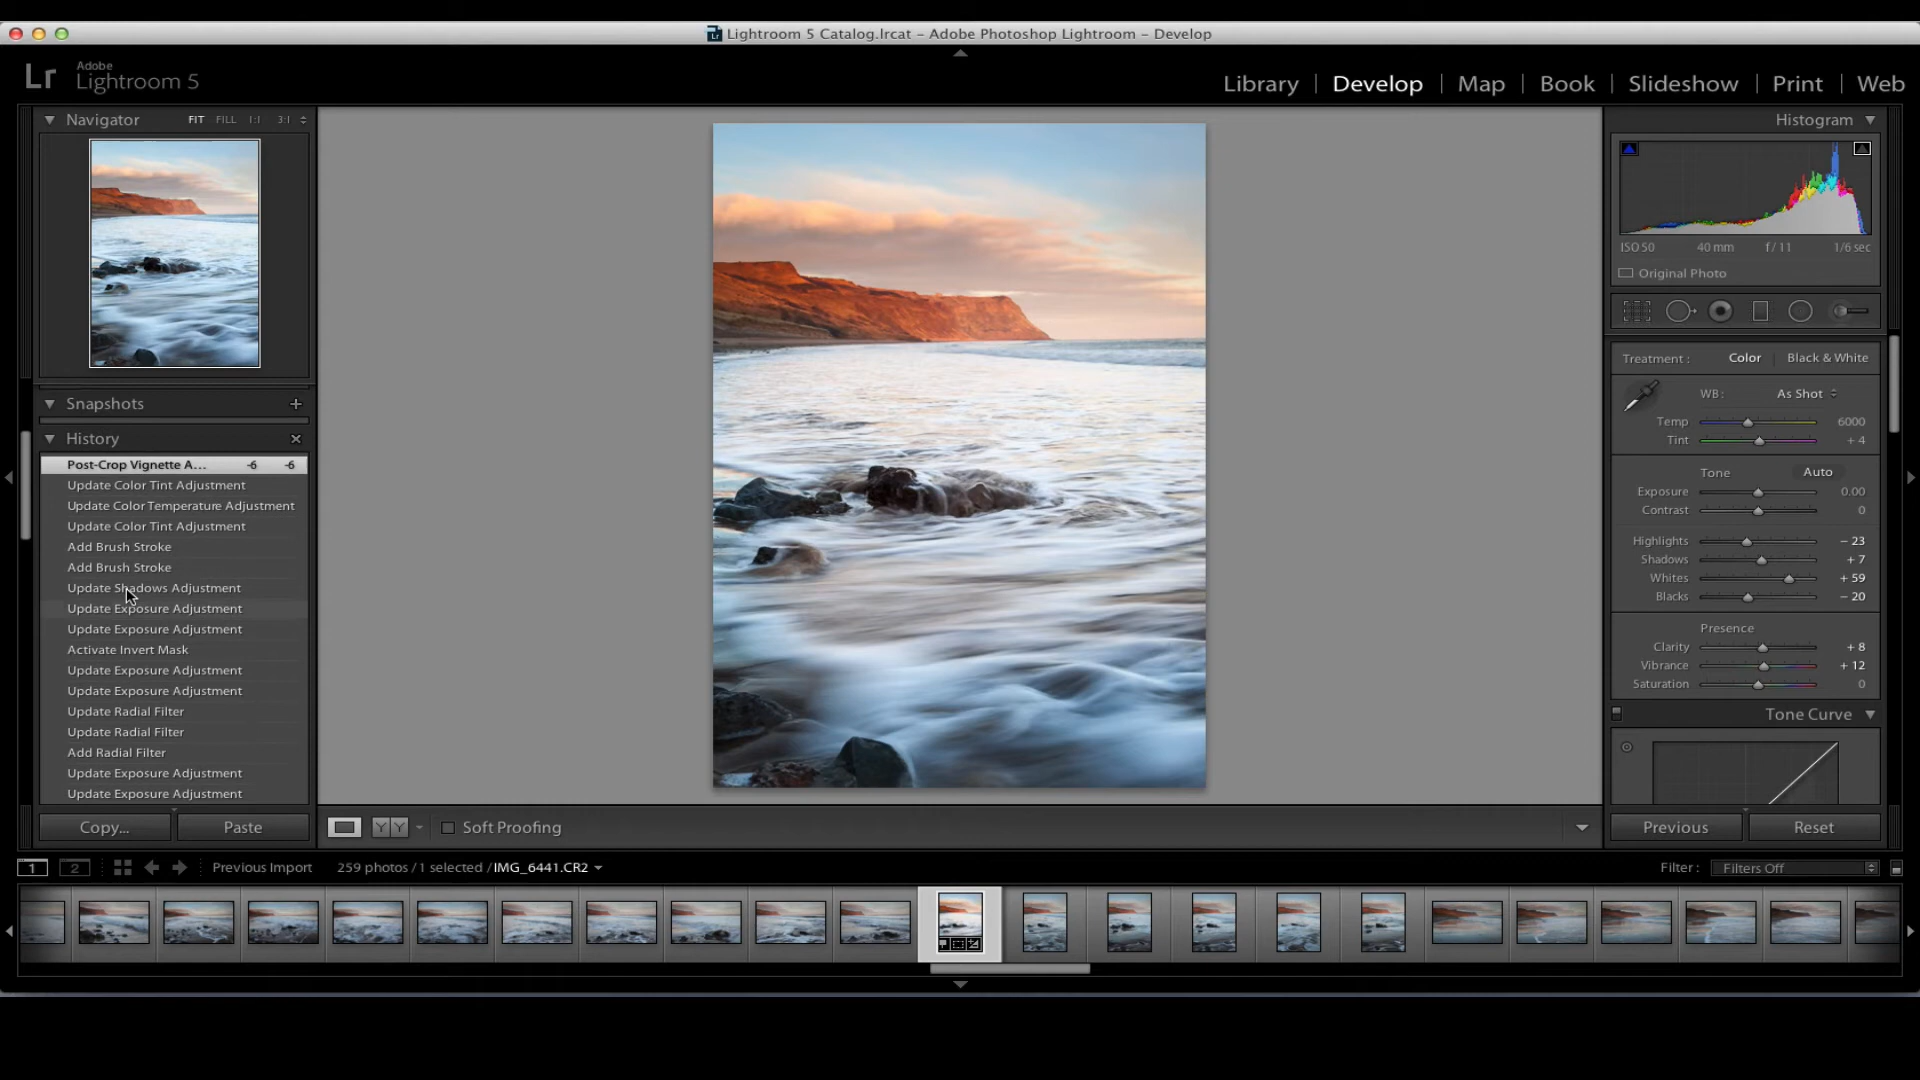 Lightroom 5 Catalog.lrcat – Adobe Photoshop Lightroom – Develop
Lr Adobe Lightroom 5
Library | Develop | Map | Book | Slideshow | Print | Web
Navigator FIT FILL 1:1 3:1
Histogram
ISO 50 40 mm f / 11 1/6 sec
Original Photo
Treatment : Color Black & White
WB: As Shot
Temp 6000
Tint + 4
Tone Auto
Exposure 0.00
Contrast 0
Highlights − 23
Shadows + 7
Whites + 59
Blacks − 20
Presence
Clarity + 8
Vibrance + 12
Saturation 0
Tone Curve
Snapshots +
History ×
Post-Crop Vignette A... -6 -6
Update Color Tint Adjustment
Update Color Temperature Adjustment
Update Color Tint Adjustment
Add Brush Stroke
Add Brush Stroke
Update Shadows Adjustment
Update Exposure Adjustment
Update Exposure Adjustment
Activate Invert Mask
Update Exposure Adjustment
Update Exposure Adjustment
Update Radial Filter
Update Radial Filter
Add Radial Filter
Update Exposure Adjustment
Update Exposure Adjustment
Copy... Paste
YY Soft Proofing
Previous Reset
1 2 Previous Import 259 photos / 1 selected / IMG_6441.CR2
Filter : Filters Off